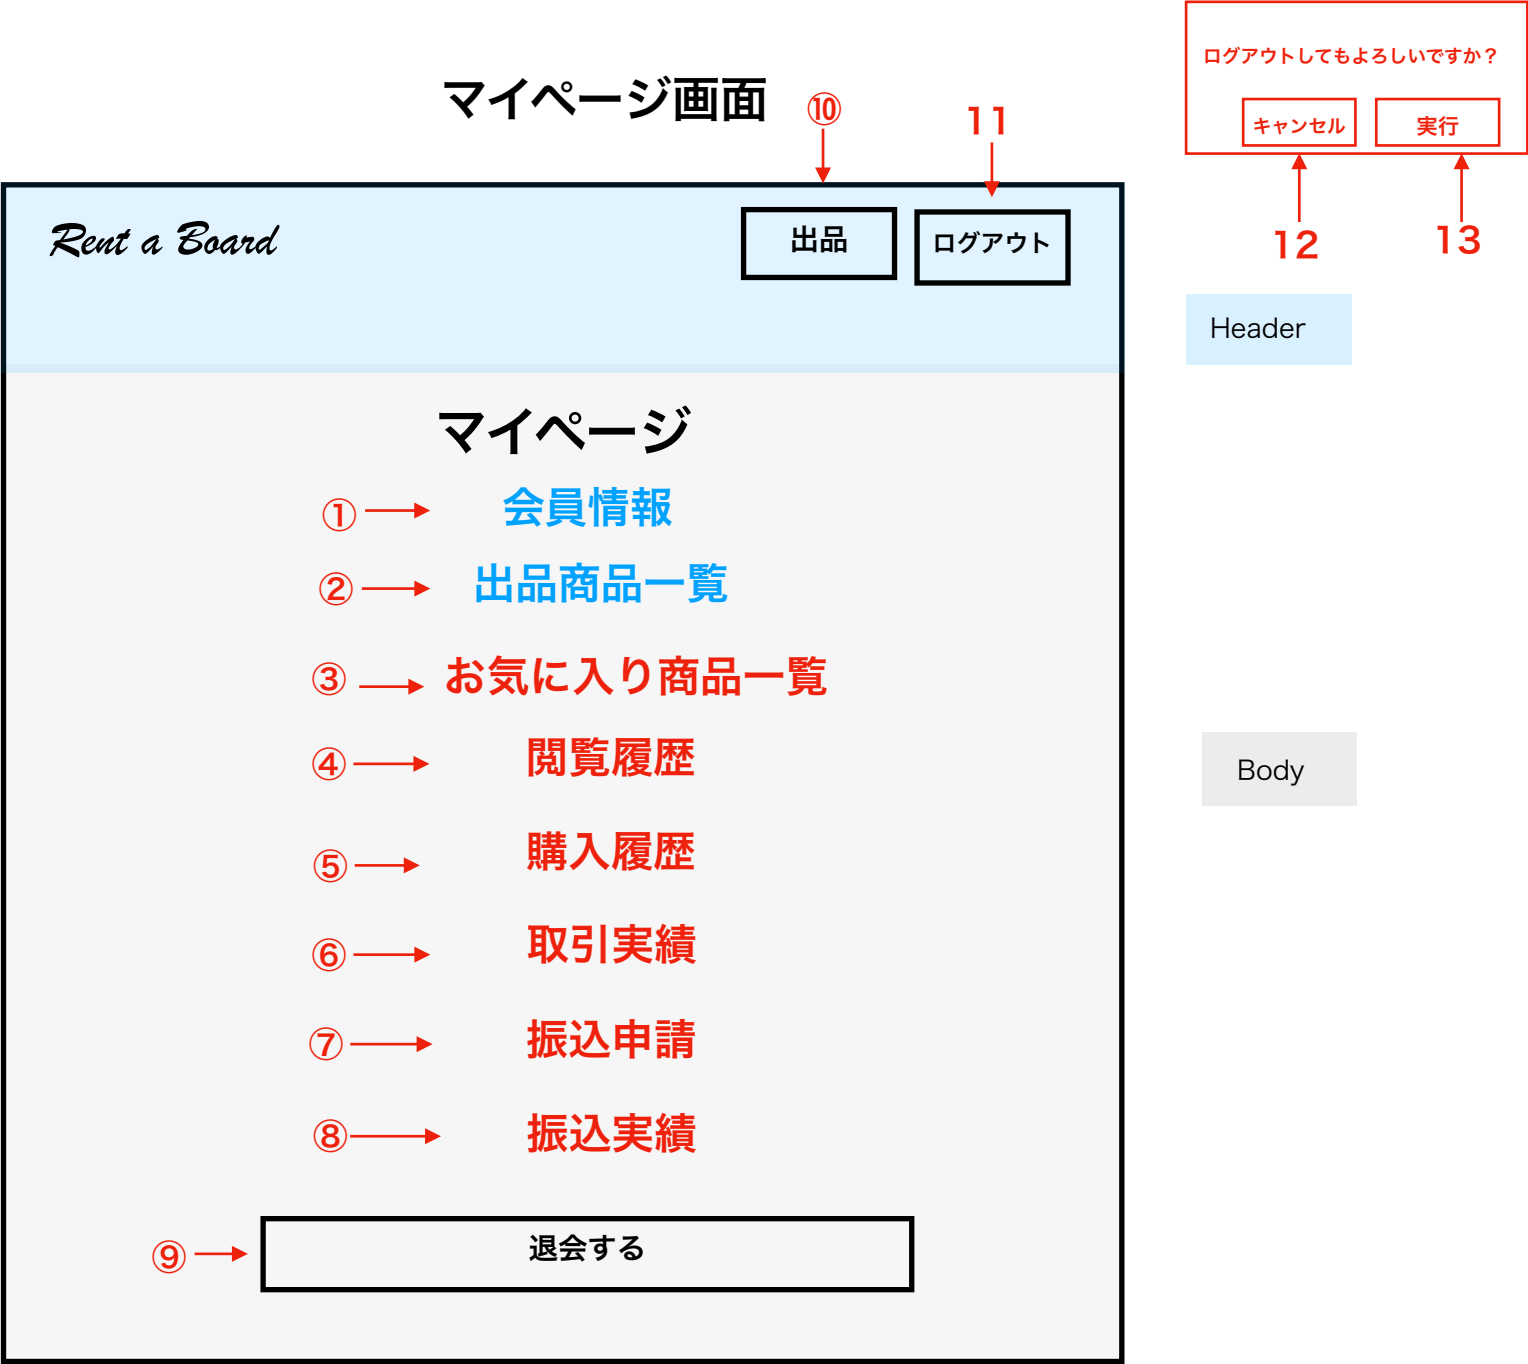 ログアウトしてもよろしいですか？
キャンセル 実行
12 13
マイページ画面
⑩ 11
Rent a Board
出品 ログアウト
Header
マイページ
① 会員情報
② 出品商品一覧
③ お気に入り商品一覧
④ 閲覧履歴
Body
⑤ 購入履歴
⑥ 取引実績
⑦ 振込申請
⑧ 振込実績
⑨ 退会する